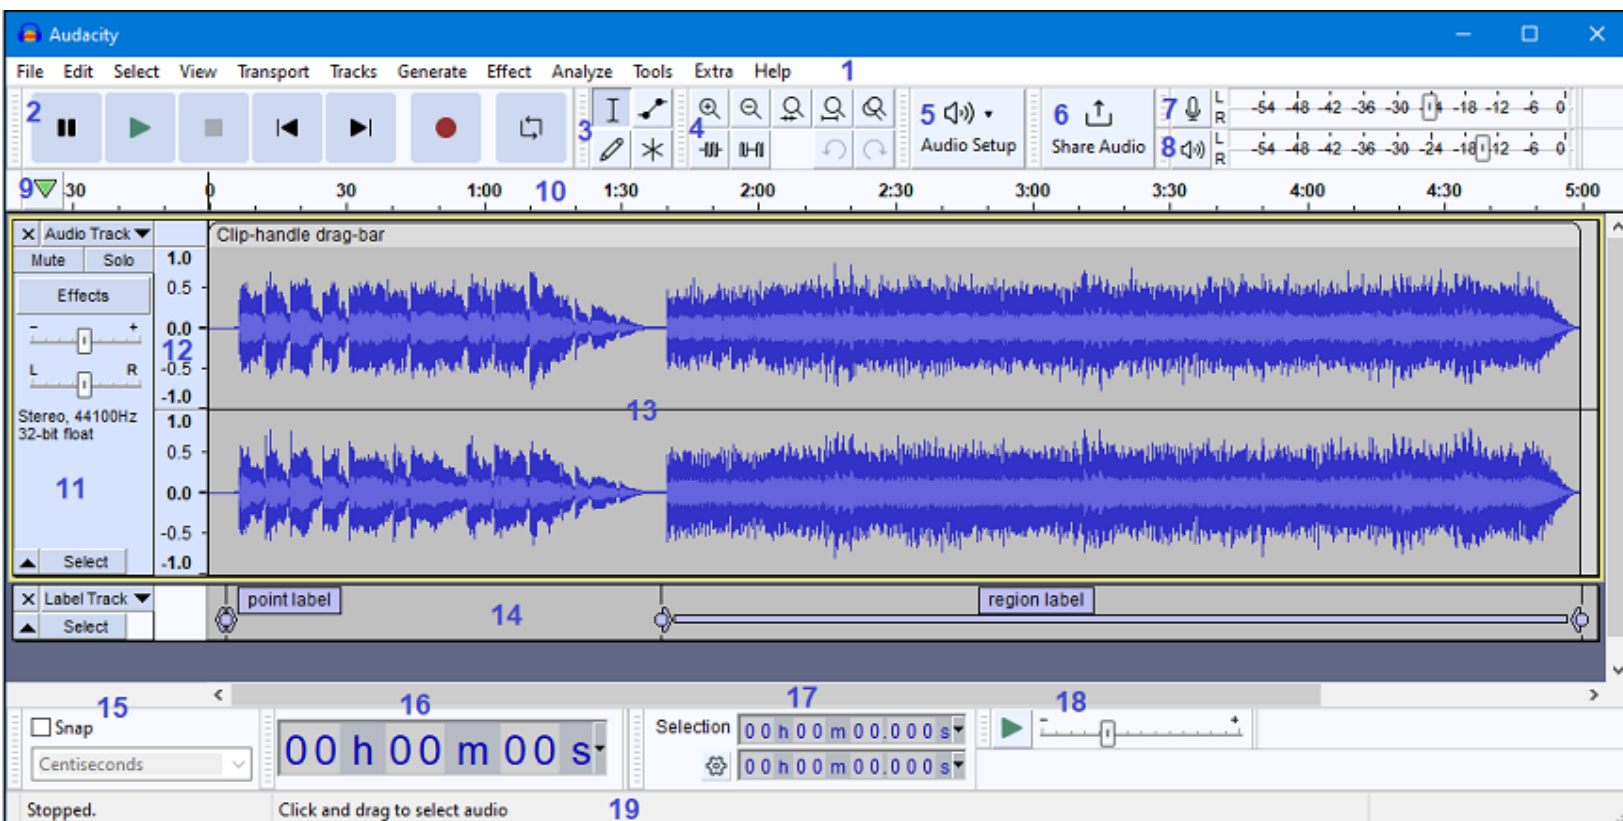 Audacity
File Edit Select View Transport Tracks Generate Effect Analyze Tools Extra Help 1
2 3 4
5 Audio Setup
6 Share Audio
7 L R -54 -48 -42 -36 -30 -18 -12 -6 0
8 L R -54 -48 -42 -36 -30 -24 -18 -12 -6 0
9 30 0 30 1:00 10 1:30 2:00 2:30 3:00 3:30 4:00 4:30 5:00
X Audio Track Clip-handle drag-bar
Mute Solo 1.0
Effects 0.5
- + 0.0
12
L R -0.5
-1.0
13
Stereo, 44100Hz 1.0
32-bit float
0.5
11 0.0
-0.5
Select -1.0
X Label Track point label region label
14
Select
15 16 17 18
Snap
Centiseconds
00 h 00 m 00 s
Selection 00 h 00 m 00.000 s
00 h 00 m 00.000 s
- +
Stopped. Click and drag to select audio 19